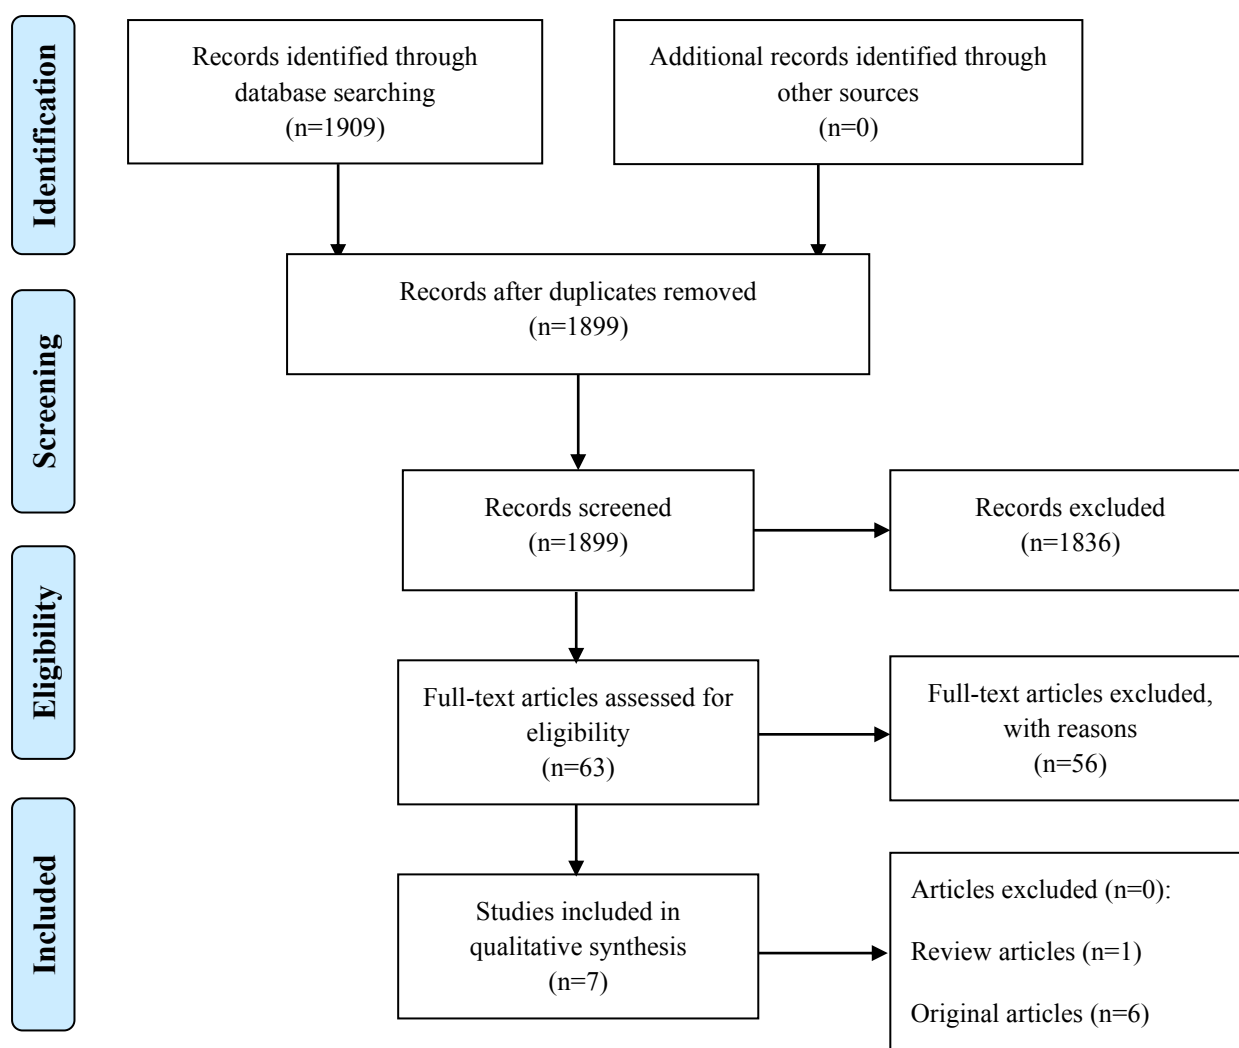 Identification
Records identified through
database searching
(n=1909)
Additional records identified through
other sources
(n=0)
Records after duplicates removed
(n=1899)
Screening
Records screened
(n=1899)
Records excluded
(n=1836)
Eligibility
Full-text articles assessed for
eligibility
(n=63)
Full-text articles excluded,
with reasons
(n=56)
Included
Studies included in
qualitative synthesis
(n=7)
Articles excluded (n=0):
Review articles (n=1)
Original articles (n=6)